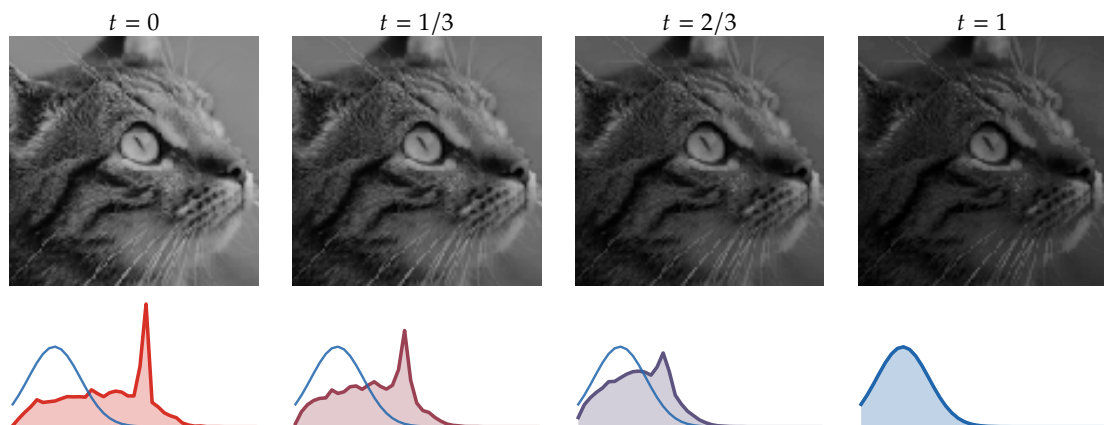 t = 0
t = 1/3
t = 2/3
t = 1